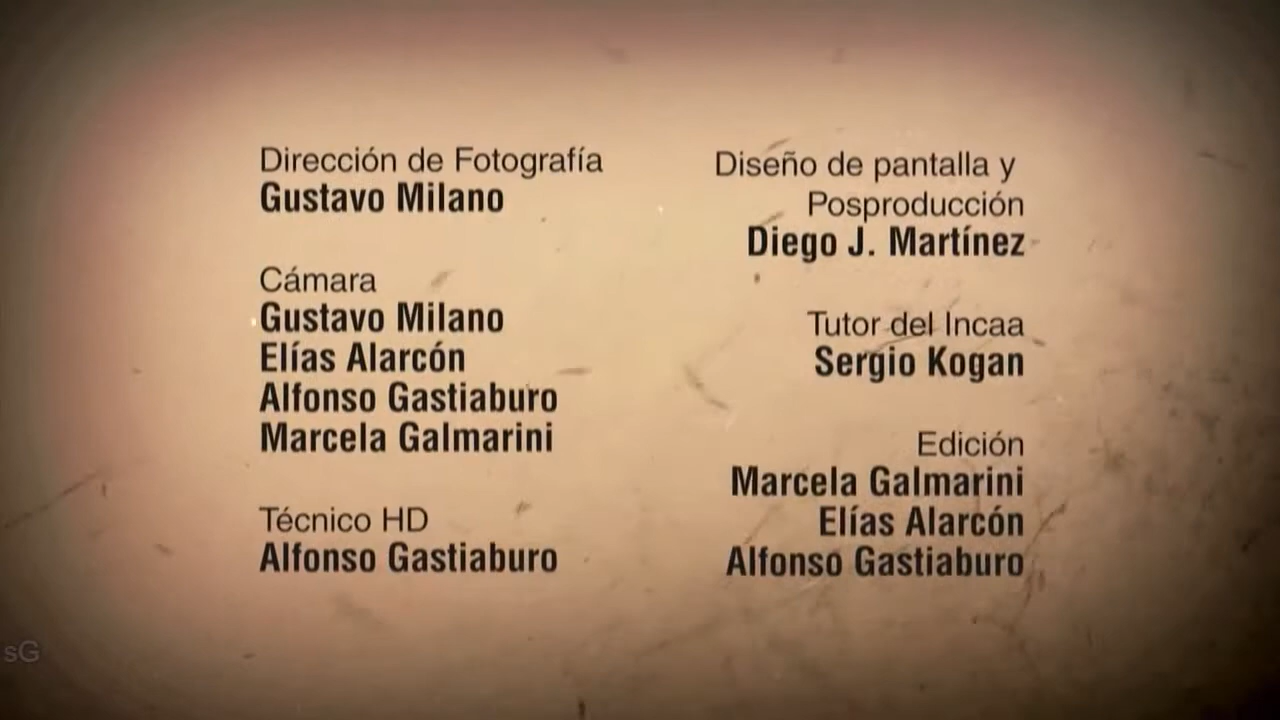 Dirección de Fotografía
Gustavo Milano
Cámara
Gustavo Milano
Elías Alarcón
Alfonso Gastiaburo
Marcela Galmarini
Técnico HD
Alfonso Gastiaburo
Diseño de pantalla y
Posproducción
Diego J. Martínez
Tutor del Incaa
Sergio Kogan
Edición
Marcela Galmarini
Elías Alarcón
Alfonso Gastiaburo
sG